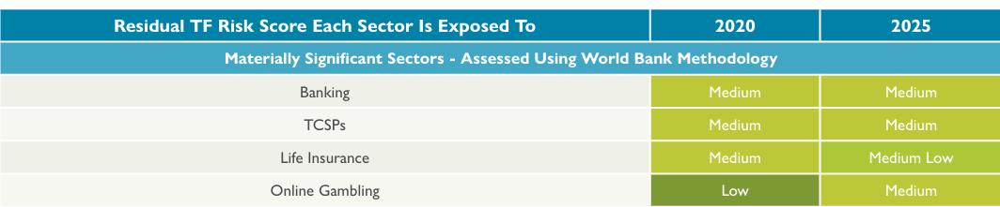 Residual TF Risk Score Each Sector Is Exposed To 2020 2025
Materially Significant Sectors - Assessed Using World Bank Methodology
Banking Medium Medium
TCSPs Medium Medium
Life Insurance Medium Medium Low
Online Gambling Low Medium